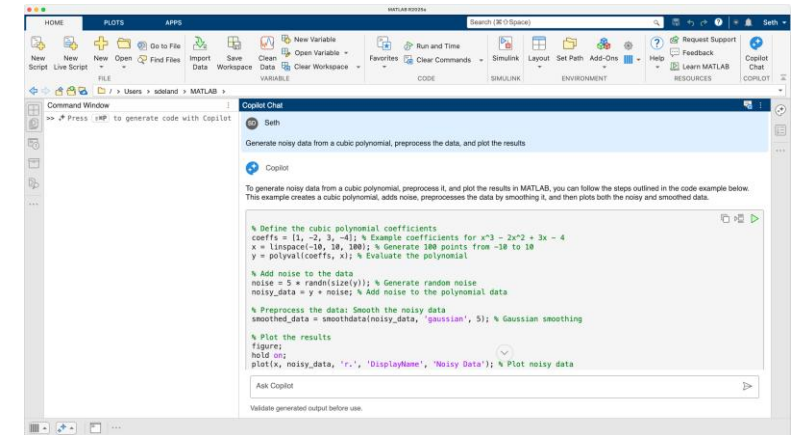 MATLAB R2025a
HOME PLOTS APPS
Search (⌘⇧Space)
Seth
New Script
New Live Script
New
Open
Go to File
Find Files
Import Data
Save Workspace
Clean Data
New Variable
Open Variable
Clear Workspace
Favorites
Run and Time
Clear Commands
Simulink
Layout
Set Path
Add-Ons
Help
Request Support
Feedback
Learn MATLAB
Copilot Chat
FILE VARIABLE CODE SIMULINK ENVIRONMENT RESOURCES COPILOT
/ › Users › sdeland › MATLAB ›
Command Window
>> Press ⇧⌘P to generate code with Copilot
Copilot Chat
SD Seth
Generate noisy data from a cubic polynomial, preprocess the data, and plot the results
Copilot
To generate noisy data from a cubic polynomial, preprocess it, and plot the results in MATLAB, you can follow the steps outlined in the code example below.
This example creates a cubic polynomial, adds noise, preprocesses the data by smoothing it, and then plots both the noisy and smoothed data.
% Define the cubic polynomial coefficients
coeffs = [1, -2, 3, -4]; % Example coefficients for x^3 - 2x^2 + 3x - 4
x = linspace(-10, 10, 100); % Generate 100 points from -10 to 10
y = polyval(coeffs, x); % Evaluate the polynomial
% Add noise to the data
noise = 5 * randn(size(y)); % Generate random noise
noisy_data = y + noise; % Add noise to the polynomial data
% Preprocess the data: Smooth the noisy data
smoothed_data = smoothdata(noisy_data, 'gaussian', 5); % Gaussian smoothing
% Plot the results
figure;
hold on;
plot(x, noisy_data, 'r.', 'DisplayName', 'Noisy Data'); % Plot noisy data
Ask Copilot
Validate generated output before use.